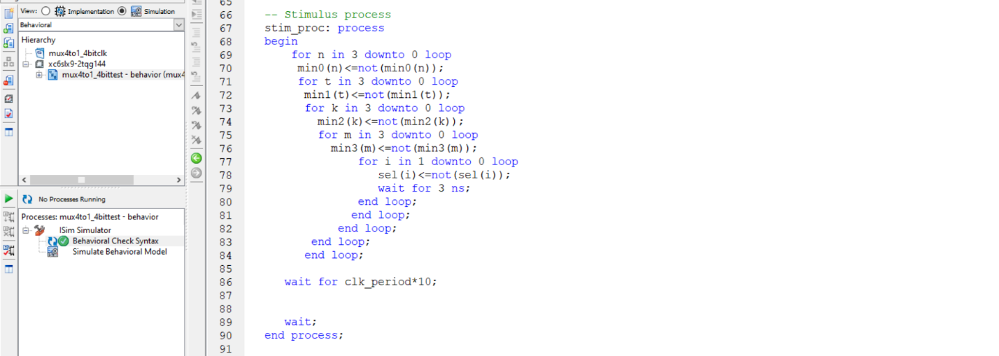 View:
Implementation
Simulation
Behavioral
Hierarchy
mux4to1_4bitclk
xc6slx9-2tqg144
mux4to1_4bittest - behavior (mux4
No Processes Running
Processes: mux4to1_4bittest - behavior
ISim Simulator
Behavioral Check Syntax
Simulate Behavioral Model
65
66 -- Stimulus process
67 stim_proc: process
68 begin
69 for n in 3 downto 0 loop
70 min0(n)<=not(min0(n));
71 for t in 3 downto 0 loop
72 min1(t)<=not(min1(t));
73 for k in 3 downto 0 loop
74 min2(k)<=not(min2(k));
75 for m in 3 downto 0 loop
76 min3(m)<=not(min3(m));
77 for i in 1 downto 0 loop
78 sel(i)<=not(sel(i));
79 wait for 3 ns;
80 end loop;
81 end loop;
82 end loop;
83 end loop;
84 end loop;
85
86 wait for clk_period*10;
87
88
89 wait;
90 end process;
91